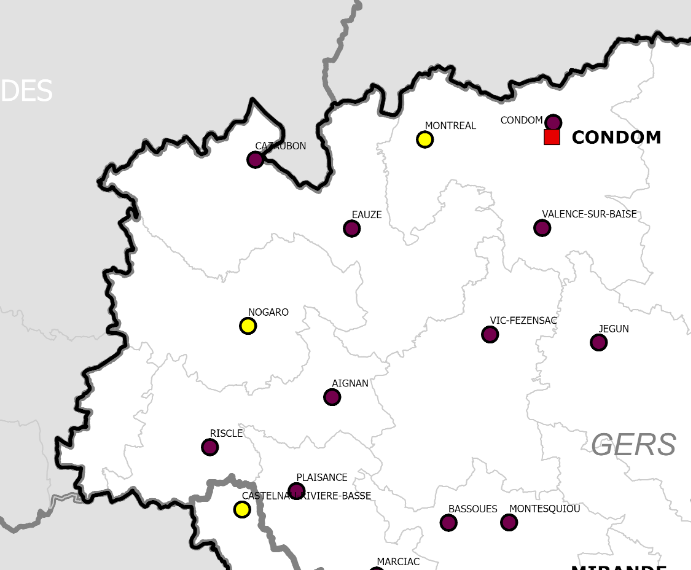 DES
MONTREAL
CONDOM
CONDOM
CAZAUBON
EAUZE
VALENCE-SUR-BAISE
NOGARO
VIC-FEZENSAC
JEGUN
AIGNAN
RISCLE
GERS
PLAISANCE
CASTELNAU-RIVIERE-BASSE
BASSOUES
MONTESQUIOU
MARCIAC
MIRANDE